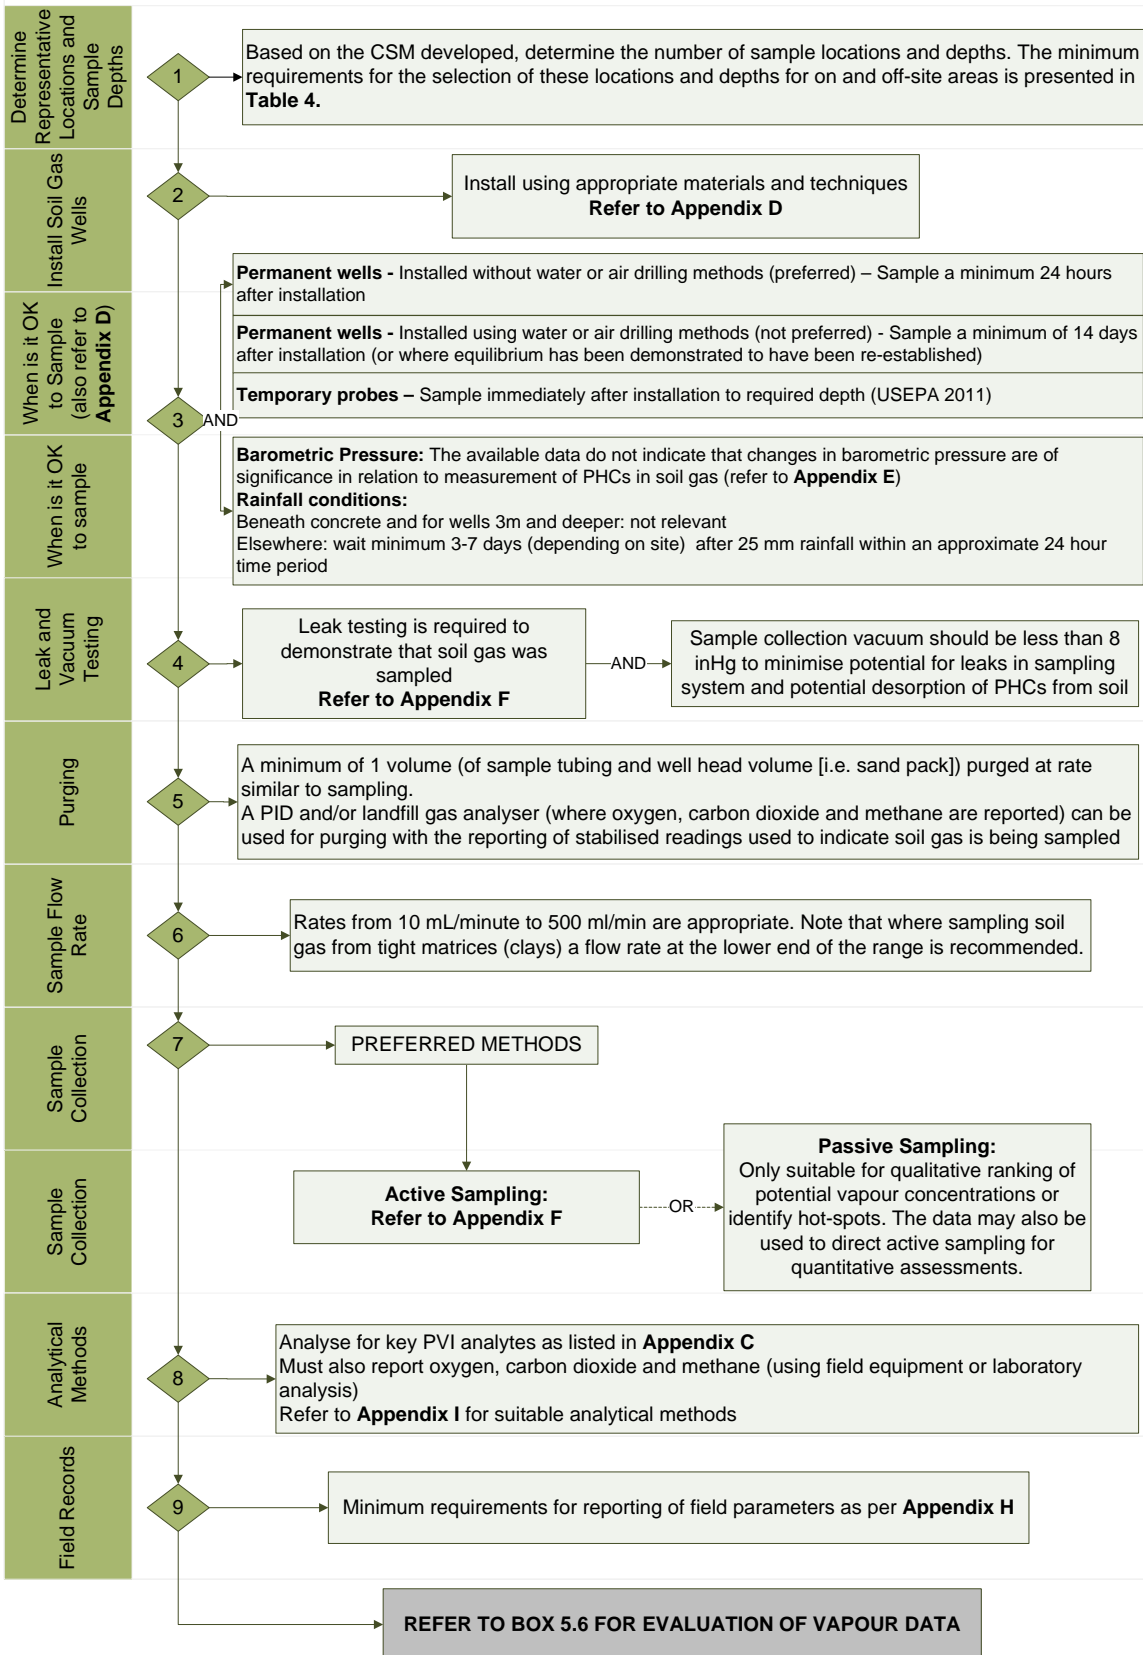 Determine
Representative
Locations and
Sample
Depths
1
Based on the CSM developed, determine the number of sample locations and depths. The minimum
requirements for the selection of these locations and depths for on and off-site areas is presented in
Table 4.
Install Soil Gas
Wells
2
Install using appropriate materials and techniques
Refer to Appendix D
When is it OK
to Sample
(also refer to
Appendix D)
3
AND
Permanent wells - Installed without water or air drilling methods (preferred) – Sample a minimum 24 hours
after installation
Permanent wells - Installed using water or air drilling methods (not preferred) - Sample a minimum of 14 days
after installation (or where equilibrium has been demonstrated to have been re-established)
Temporary probes – Sample immediately after installation to required depth (USEPA 2011)
When is it OK
to sample
Barometric Pressure: The available data do not indicate that changes in barometric pressure are of
significance in relation to measurement of PHCs in soil gas (refer to Appendix E)
Rainfall conditions:
Beneath concrete and for wells 3m and deeper: not relevant
Elsewhere: wait minimum 3-7 days (depending on site) after 25 mm rainfall within an approximate 24 hour
time period
Leak and
Vacuum
Testing
4
Leak testing is required to
demonstrate that soil gas was
sampled
Refer to Appendix F
AND
Sample collection vacuum should be less than 8
inHg to minimise potential for leaks in sampling
system and potential desorption of PHCs from soil
Purging
5
A minimum of 1 volume (of sample tubing and well head volume [i.e. sand pack]) purged at rate
similar to sampling.
A PID and/or landfill gas analyser (where oxygen, carbon dioxide and methane are reported) can be
used for purging with the reporting of stabilised readings used to indicate soil gas is being sampled
Sample Flow
Rate
6
Rates from 10 mL/minute to 500 ml/min are appropriate. Note that where sampling soil
gas from tight matrices (clays) a flow rate at the lower end of the range is recommended.
Sample
Collection
7
PREFERRED METHODS
Sample
Collection
Active Sampling:
Refer to Appendix F
OR
Passive Sampling:
Only suitable for qualitative ranking of
potential vapour concentrations or
identify hot-spots. The data may also be
used to direct active sampling for
quantitative assessments.
Analytical
Methods
8
Analyse for key PVI analytes as listed in Appendix C
Must also report oxygen, carbon dioxide and methane (using field equipment or laboratory
analysis)
Refer to Appendix I for suitable analytical methods
Field Records
9
Minimum requirements for reporting of field parameters as per Appendix H
REFER TO BOX 5.6 FOR EVALUATION OF VAPOUR DATA